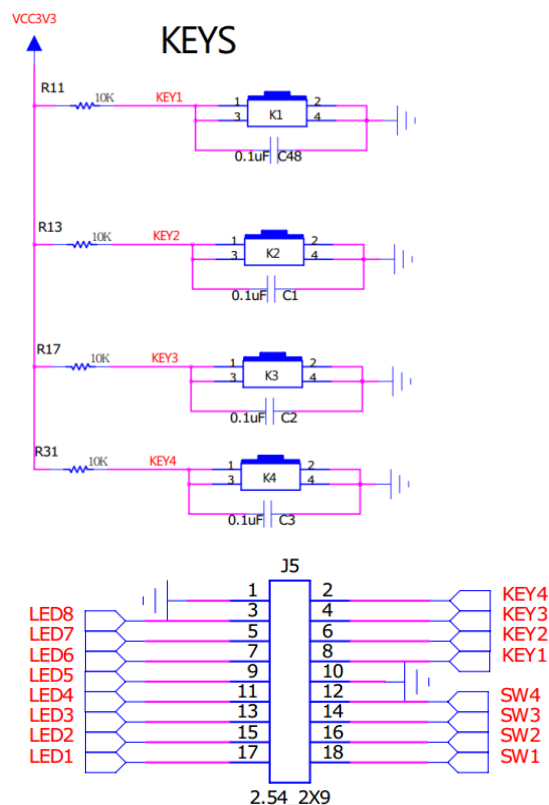 VCC3V3
KEYS
R11 10K KEY1 1 2
K1
3 4
0.1uF C48
R13 10K KEY2 1 2
K2
3 4
0.1uF C1
R17 10K KEY3 1 2
K3
3 4
0.1uF C2
R31 10K KEY4 1 2
K4
3 4
0.1uF C3
J5
1 2 KEY4
LED8 3 4 KEY3
LED7 5 6 KEY2
LED6 7 8 KEY1
LED5 9 10
LED4 11 12 SW4
LED3 13 14 SW3
LED2 15 16 SW2
LED1 17 18 SW1
2.54 2X9